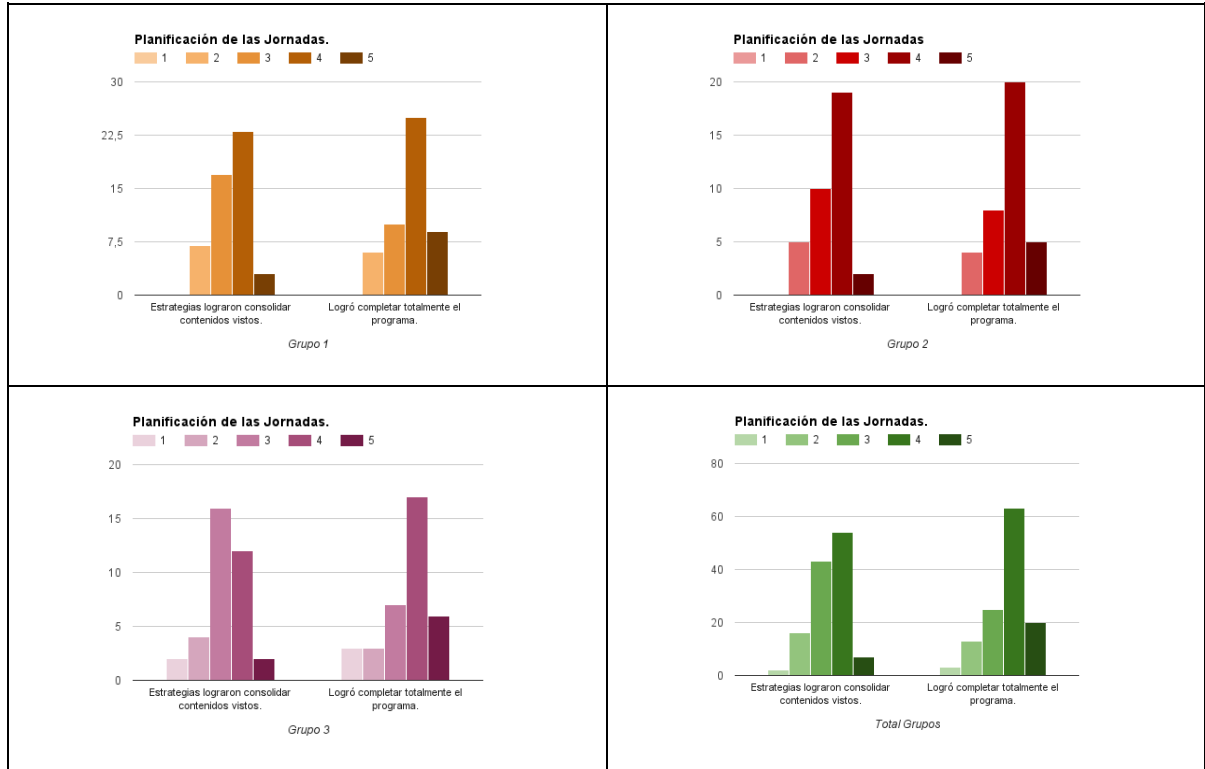 Planificación de las Jornadas.
1 2 3 4 5
30
22,5
15
7,5
0
Estrategias lograron consolidar
contenidos vistos.
Logró completar totalmente el
programa.
Grupo 1
Planificación de las Jornadas
1 2 3 4 5
20
15
10
5
0
Estrategias lograron consolidar
contenidos vistos.
Logró completar totalmente el
programa.
Grupo 2
Planificación de las Jornadas.
1 2 3 4 5
20
15
10
5
0
Estrategias lograron consolidar
contenidos vistos.
Logró completar totalmente el
programa.
Grupo 3
Planificación de las Jornadas.
1 2 3 4 5
80
60
40
20
0
Estrategias lograron consolidar
contenidos vistos.
Logró completar totalmente el
programa.
Total Grupos